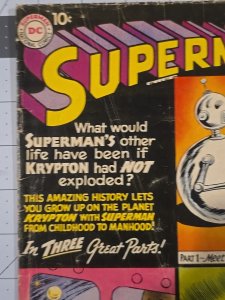 10¢
SUPERMAN
DC
SUPERM
What would
SUPERMAN'S other
life have been if
KRYPTON had NOT
exploded?
THIS AMAZING HISTORY LETS
YOU GROW UP ON THE PLANET
KRYPTON WITH SUPERMAN
FROM CHILDHOOD TO MANHOOD!
In THREE Great Parts!
PART 1—Meet